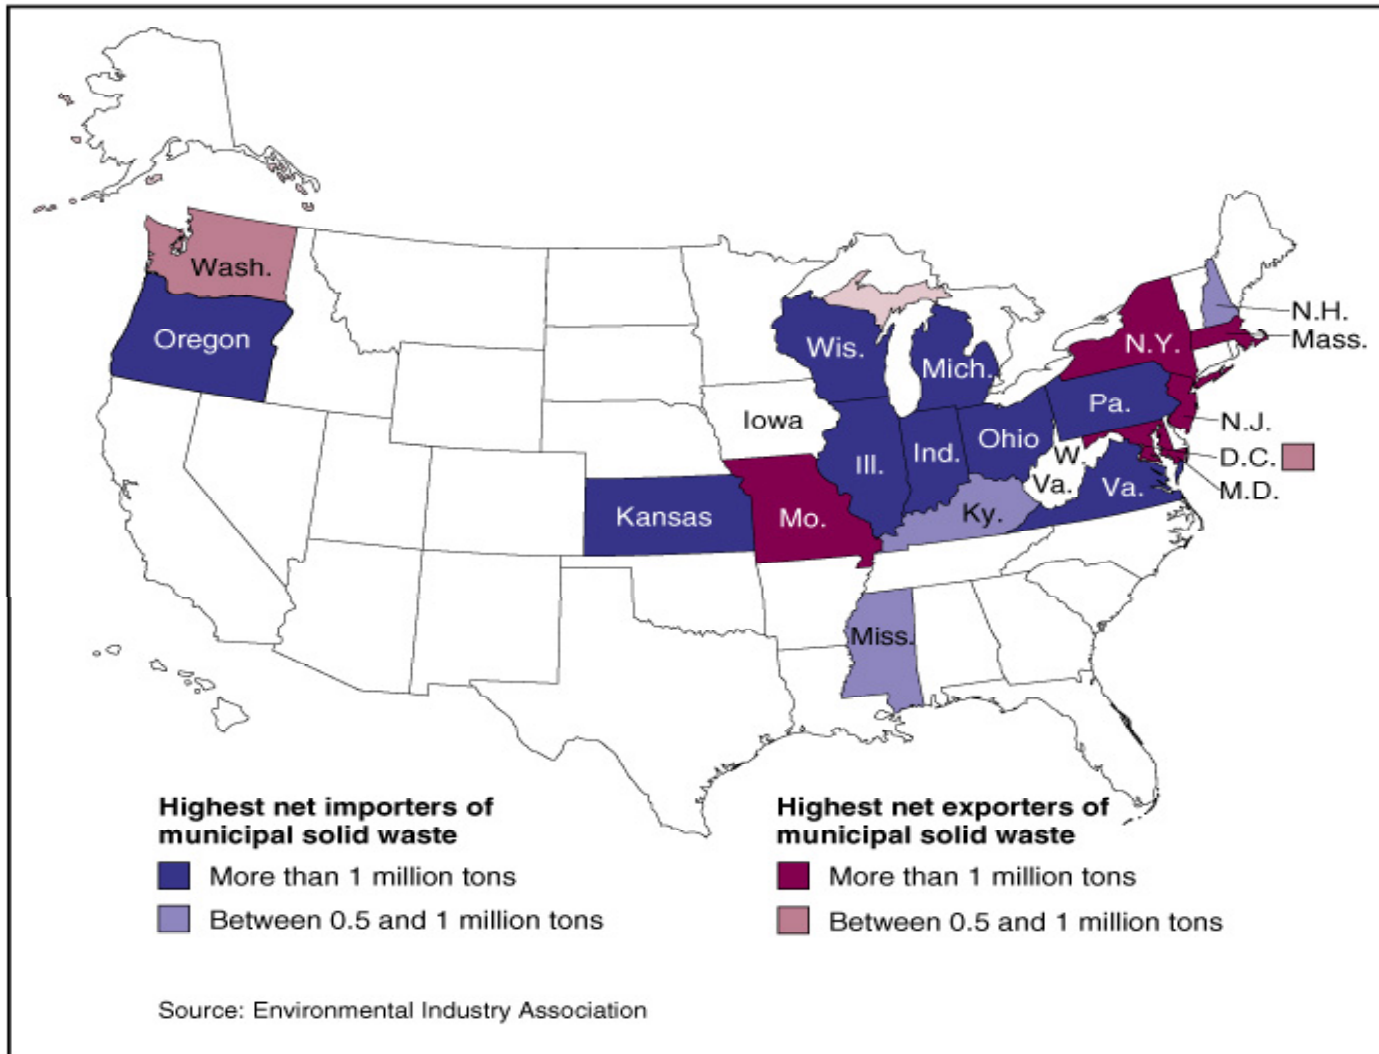 Wash.
Oregon
Wis.
Mich.
N.Y.
N.H.
Mass.
Iowa
Ill.
Ind.
Ohio
Pa.
N.J.
W.
Va.
D.C.
M.D.
Va.
Kansas
Mo.
Ky.
Miss.
Highest net importers of
municipal solid waste
More than 1 million tons
Between 0.5 and 1 million tons
Highest net exporters of
municipal solid waste
More than 1 million tons
Between 0.5 and 1 million tons
Source: Environmental Industry Association